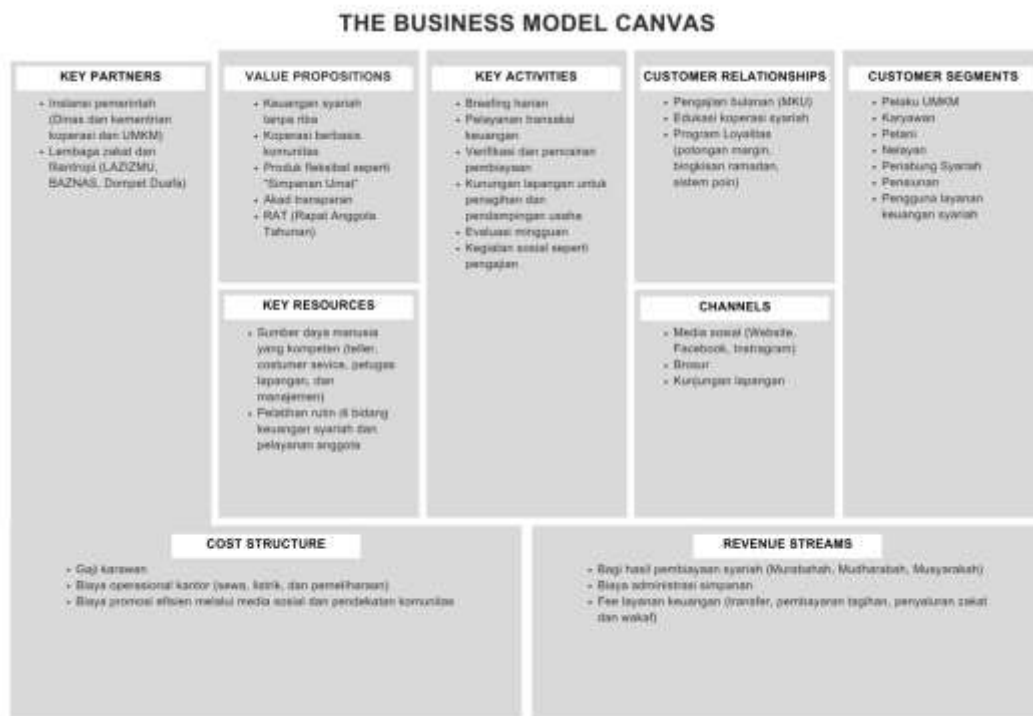 THE BUSINESS MODEL CANVAS
KEY PARTNERS
• Instansi pemerintah
(Dinas dan kementrian
koperasi dan UMKM)
• Lembaga zakat dan
filantropi (LAZIZMU,
BAZNAS, Dompet Duafa)
VALUE PROPOSITIONS
• Keuangan syariah
tanpa riba
• Koperasi berbasis
komunitas
• Produk fleksibel seperti
"Simpanan Umat"
• Akad transparan
• RAT (Rapat Anggota
Tahunan)
KEY RESOURCES
• Sumber daya manusia
yang kompeten (teller,
costumer sevice, petugas
lapangan, dan
manajemen)
• Pelatihan rutin di bidang
keuangan syariah dan
pelayanan anggota
KEY ACTIVITIES
• Breefing harian
• Pelayanan transaksi
keuangan
• Verifikasi dan pencairan
pembiayaan
• Kunungan lapangan untuk
penagihan dan
pendampingan usaha
• Evaluasi mingguan
• Kegiatan sosial seperti
pengajian
CUSTOMER RELATIONSHIPS
• Pengajian bulanan (MKU)
• Edukasi koperasi syariah
• Program Loyalitas
(potongan margin,
bingkisan ramadan,
sistem poin)
CHANNELS
• Media sosial (Website,
Facebook, Instragram)
• Brosur
• Kunjungan lapangan
CUSTOMER SEGMENTS
• Pelaku UMKM
• Karyawan
• Petani
• Nelayan
• Penabung Syariah
• Pensiunan
• Pengguna layanan
keuangan syariah
COST STRUCTURE
• Gaji karawan
• Biaya operasional kantor (sewa, listrik, dan pemeliharaan)
• Biaya promosi efisien melalui media sosial dan pendekatan komunitas
REVENUE STREAMS
• Bagi hasil pembiayaan syariah (Murabahah, Mudharabah, Musyarakah)
• Biaya administrasi simpanan
• Fee layanan keuangan (transfer, pembayaran tagihan, penyaluran zakat
dan wakaf)